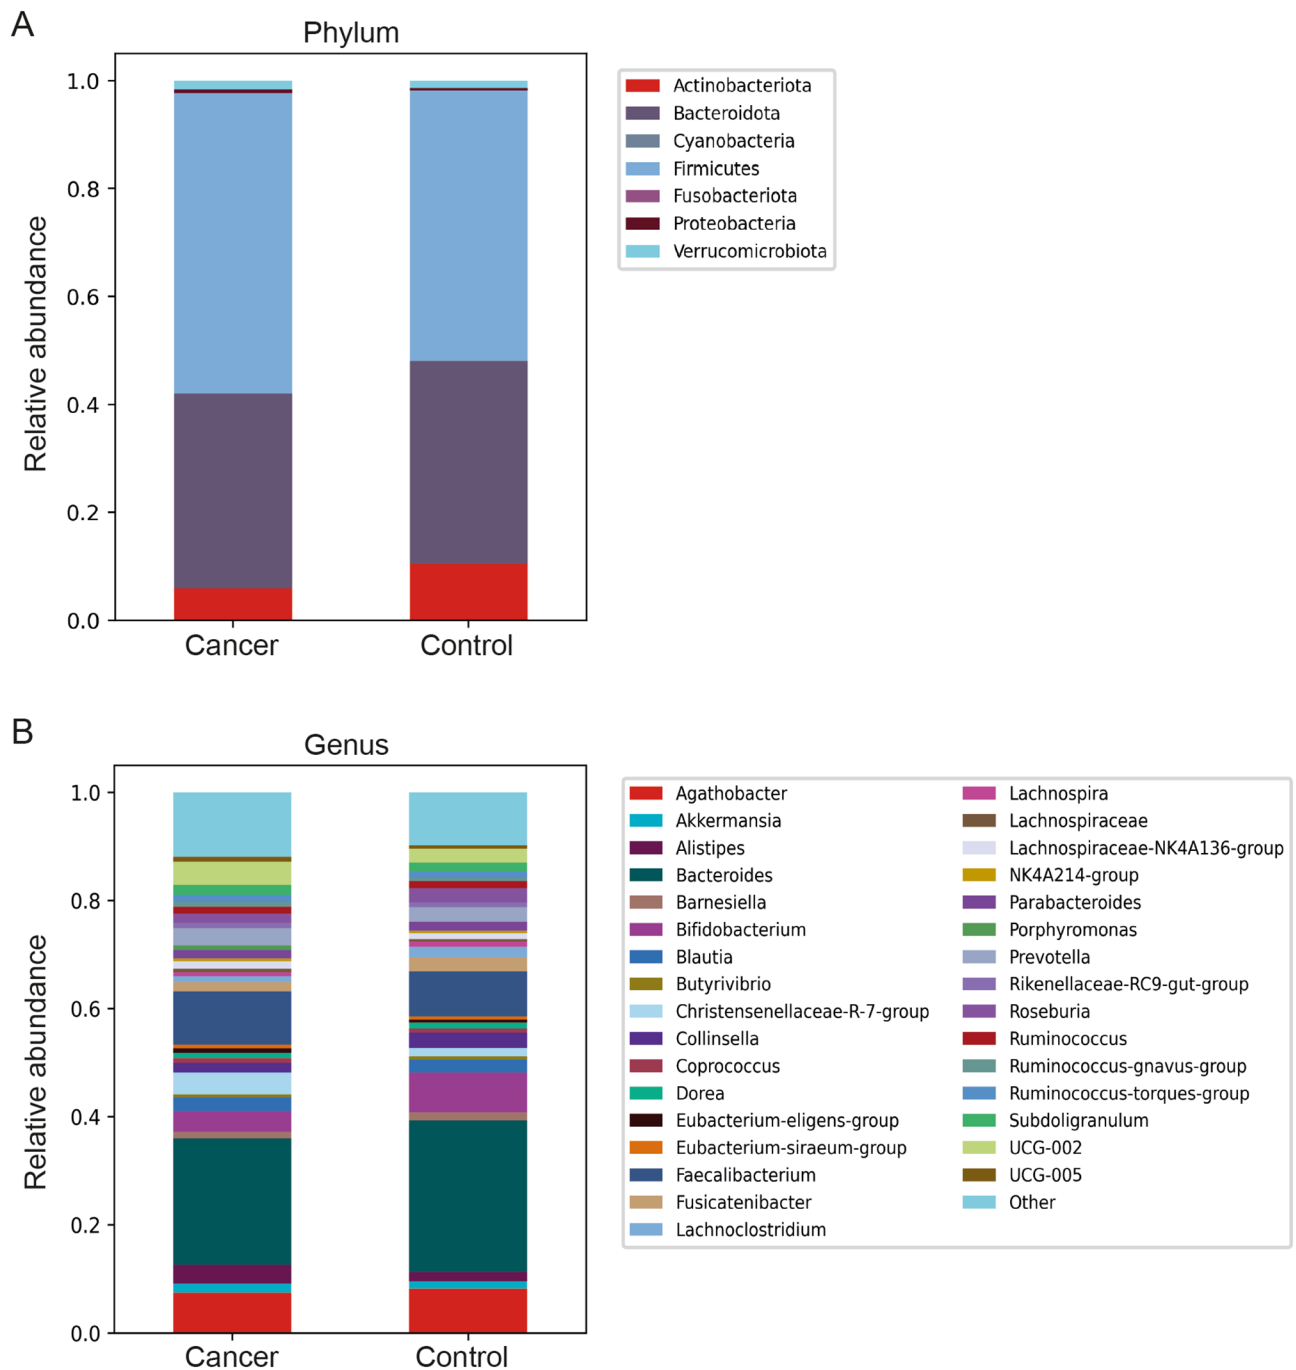 A
Phylum
Relative abundance
1.0
0.8
0.6
0.4
0.2
0.0
Cancer
Control
Actinobacteriota
Bacteroidota
Cyanobacteria
Firmicutes
Fusobacteriota
Proteobacteria
Verrucomicrobiota
B
Genus
Relative abundance
1.0
0.8
0.6
0.4
0.2
0.0
Cancer
Control
Agathobacter
Akkermansia
Alistipes
Bacteroides
Barnesiella
Bifidobacterium
Blautia
Butyrivibrio
Christensenellaceae-R-7-group
Collinsella
Coprococcus
Dorea
Eubacterium-eligens-group
Eubacterium-siraeum-group
Faecalibacterium
Fusicatenibacter
Lachnoclostridium
Lachnospira
Lachnospiraceae
Lachnospiraceae-NK4A136-group
NK4A214-group
Parabacteroides
Porphyromonas
Prevotella
Rikenellaceae-RC9-gut-group
Roseburia
Ruminococcus
Ruminococcus-gnavus-group
Ruminococcus-torques-group
Subdoligranulum
UCG-002
UCG-005
Other